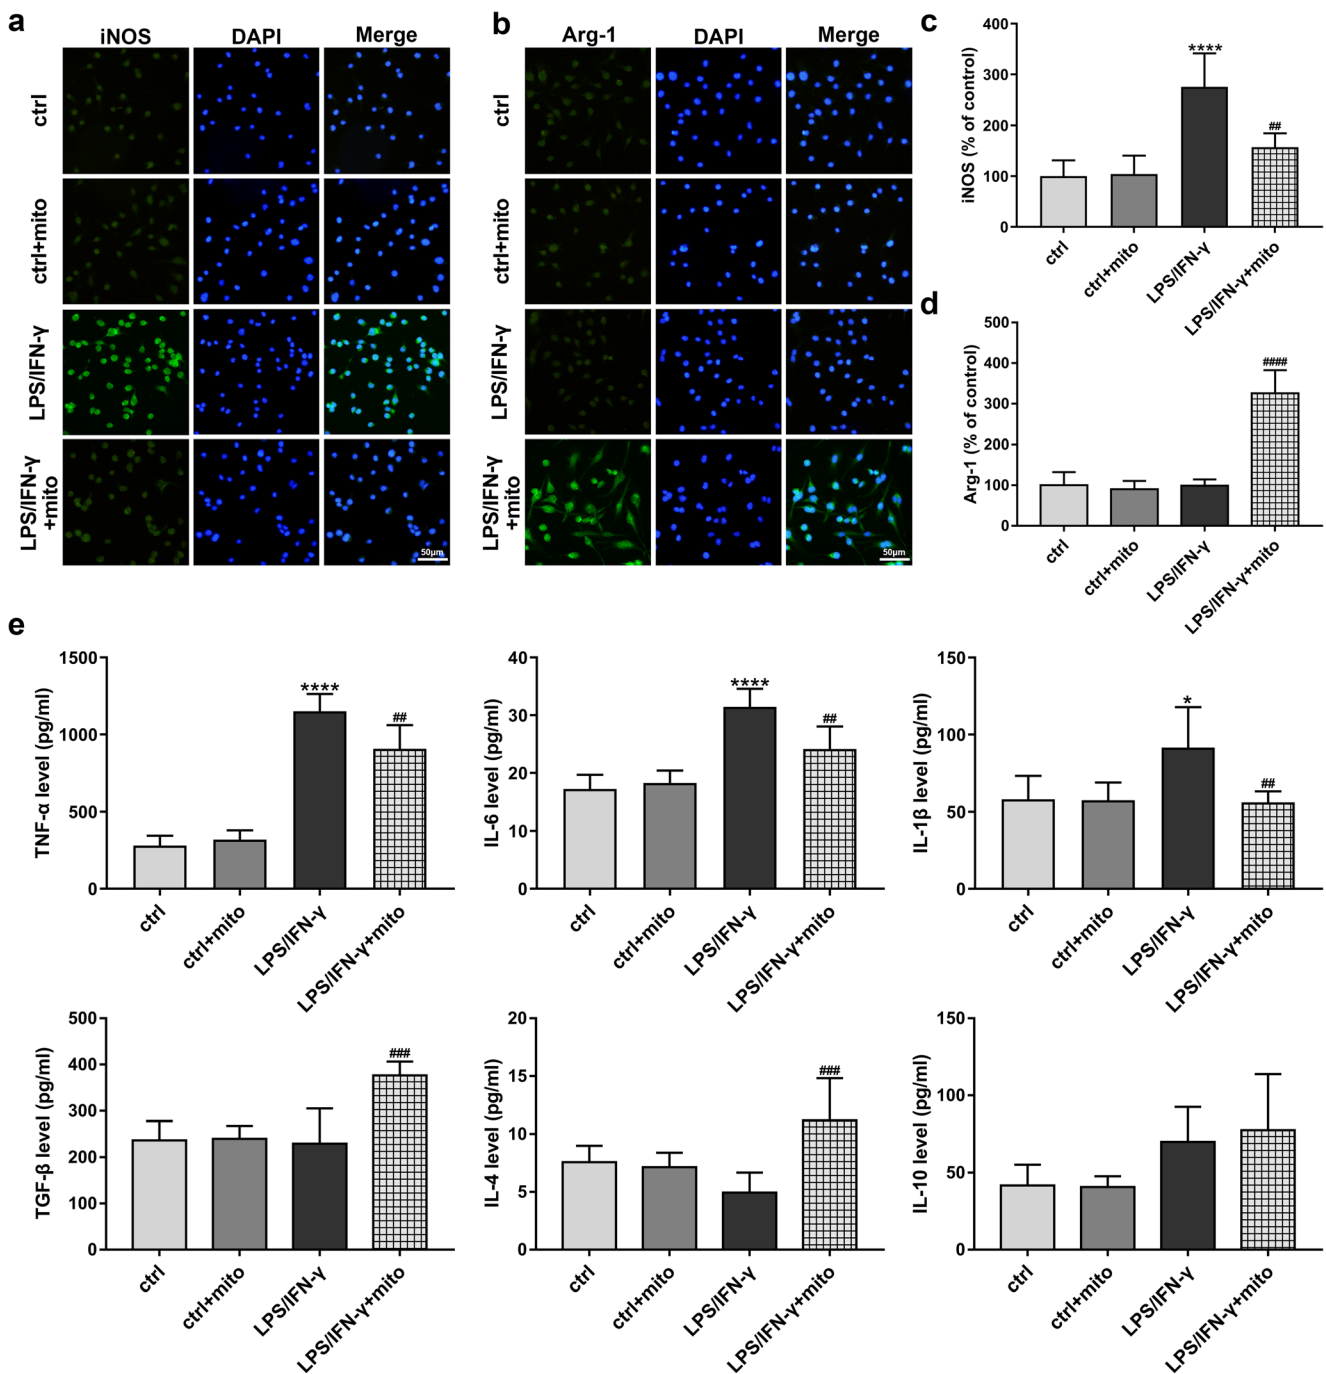 a
iNOS DAPI Merge
ctrl
ctrl+mito
LPS/IFN-γ
LPS/IFN-γ
+mito
50μm
b
Arg-1 DAPI Merge
ctrl
ctrl+mito
LPS/IFN-γ
LPS/IFN-γ
+mito
50μm
c
iNOS (% of control)
400
300
200
100
0
****
##
ctrl
ctrl+mito
LPS/IFN-γ
LPS/IFN-γ+mito
d
Arg-1 (% of control)
500
400
300
200
100
0
####
ctrl
ctrl+mito
LPS/IFN-γ
LPS/IFN-γ+mito
e
TNF-α level (pg/ml)
1500
1000
500
0
****
##
ctrl
ctrl+mito
LPS/IFN-γ
LPS/IFN-γ+mito
IL-6 level (pg/ml)
40
30
20
10
0
****
##
ctrl
ctrl+mito
LPS/IFN-γ
LPS/IFN-γ+mito
IL-1β level (pg/ml)
150
100
50
0
*
##
ctrl
ctrl+mito
LPS/IFN-γ
LPS/IFN-γ+mito
TGF-β level (pg/ml)
500
400
300
200
100
0
###
ctrl
ctrl+mito
LPS/IFN-γ
LPS/IFN-γ+mito
IL-4 level (pg/ml)
20
15
10
5
0
###
ctrl
ctrl+mito
LPS/IFN-γ
LPS/IFN-γ+mito
IL-10 level (pg/ml)
150
100
50
0
ctrl
ctrl+mito
LPS/IFN-γ
LPS/IFN-γ+mito